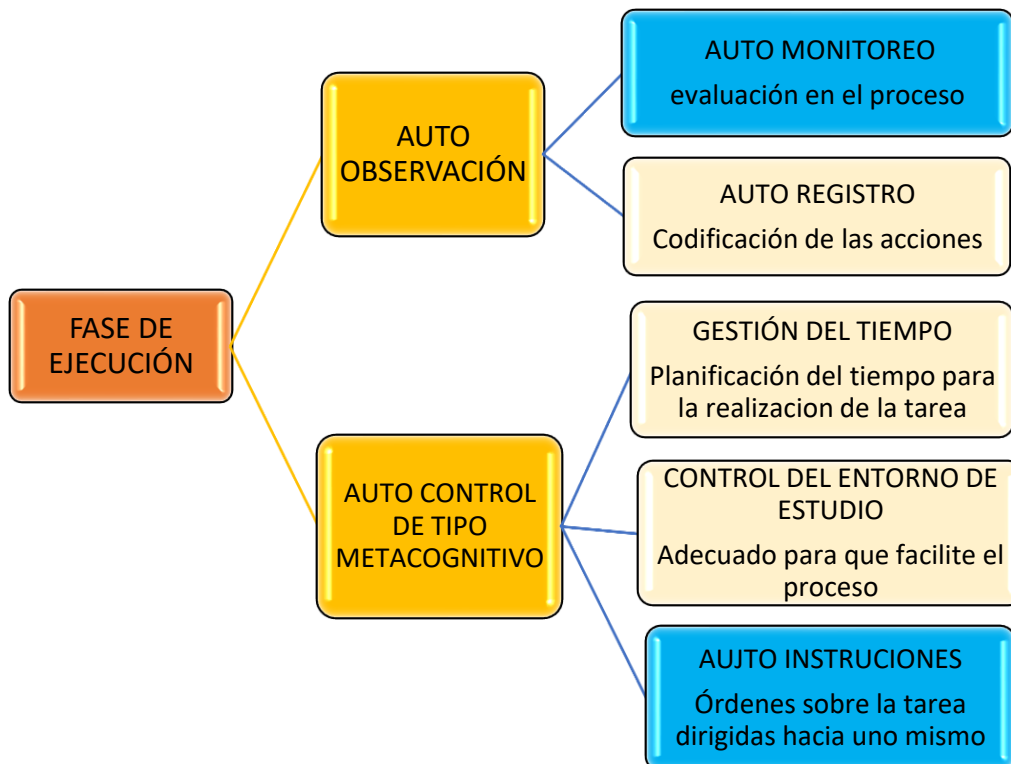 FASE DE
EJECUCIÓN
AUTO
OBSERVACIÓN
AUTO MONITOREO
evaluación en el proceso
AUTO REGISTRO
Codificación de las acciones
AUTO CONTROL
DE TIPO
METACOGNITIVO
GESTIÓN DEL TIEMPO
Planificación del tiempo para
la realizacion de la tarea
CONTROL DEL ENTORNO DE
ESTUDIO
Adecuado para que facilite el
proceso
AUJTO INSTRUCIONES
Órdenes sobre la tarea
dirigidas hacia uno mismo